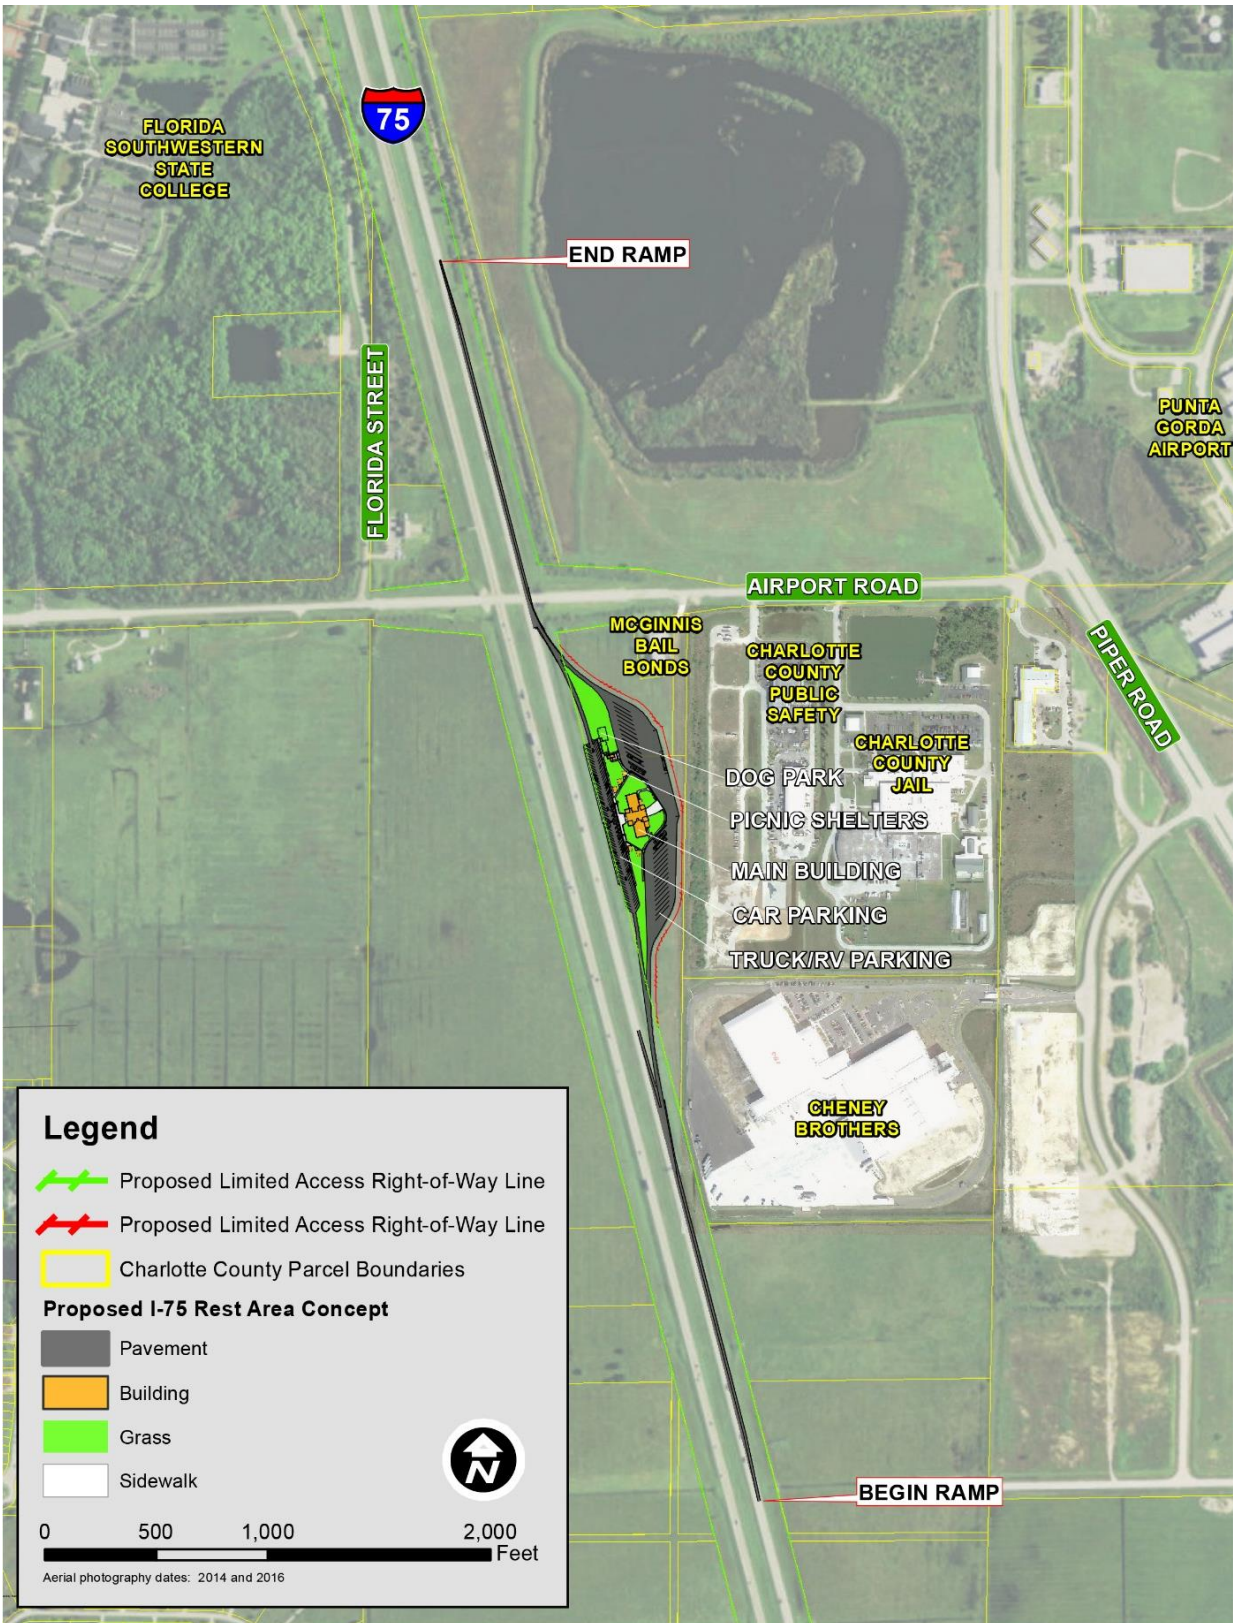 75
FLORIDA
SOUTHWESTERN
STATE
COLLEGE
END RAMP
FLORIDA STREET
PUNTA
GORDA
AIRPORT
AIRPORT ROAD
MCGINNIS
BAIL
BONDS
CHARLOTTE
COUNTY
PUBLIC
SAFETY
PIPER ROAD
CHARLOTTE
COUNTY
JAIL
DOG PARK
PICNIC SHELTERS
MAIN BUILDING
CAR PARKING
TRUCK/RV PARKING
CHENEY
BROTHERS
Legend
Proposed Limited Access Right-of-Way Line
Proposed Limited Access Right-of-Way Line
Charlotte County Parcel Boundaries
Proposed I-75 Rest Area Concept
Pavement
Building
Grass
Sidewalk
N
0 500 1,000 2,000
Feet
Aerial photography dates: 2014 and 2016
BEGIN RAMP